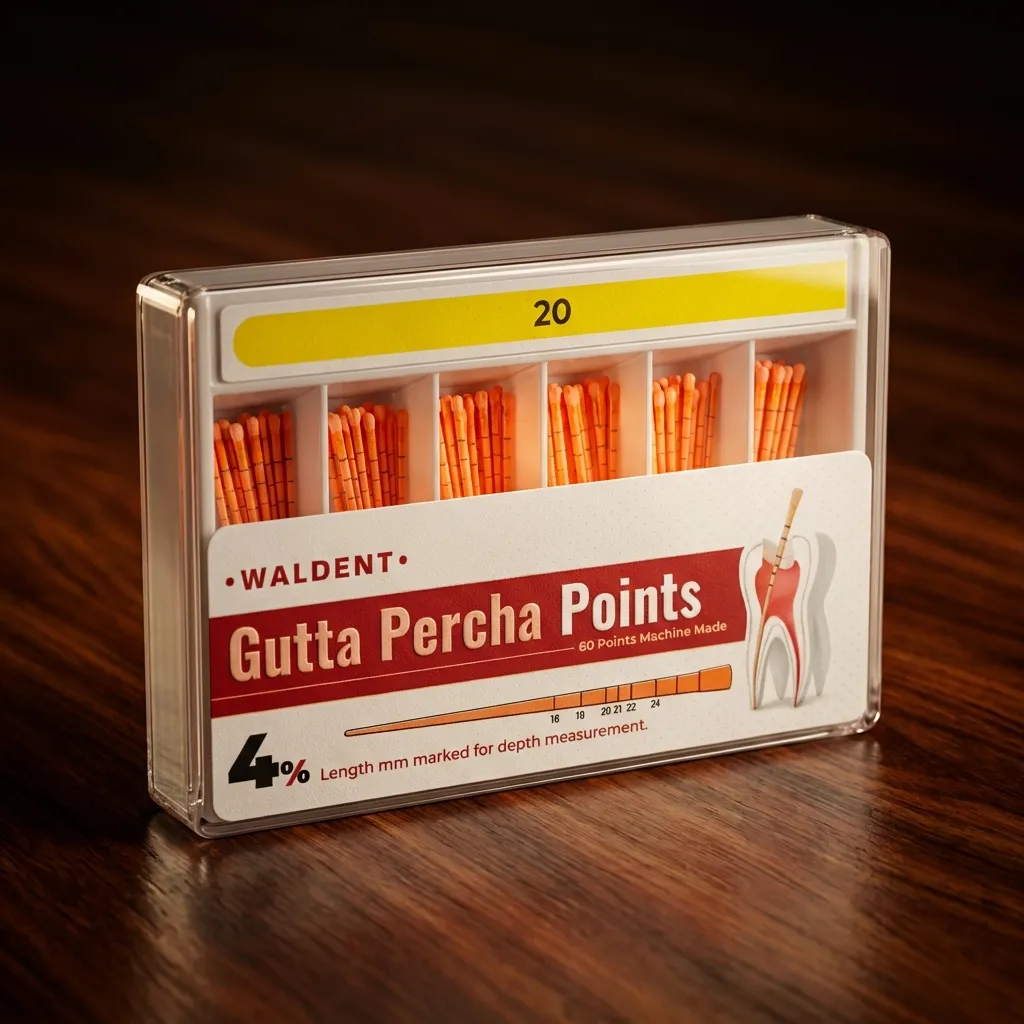 20
•WALDENT•
Gutta Percha Points
60 Points Machine Made
16 18 20 21 22 24
4% Length mm marked for depth measurement.